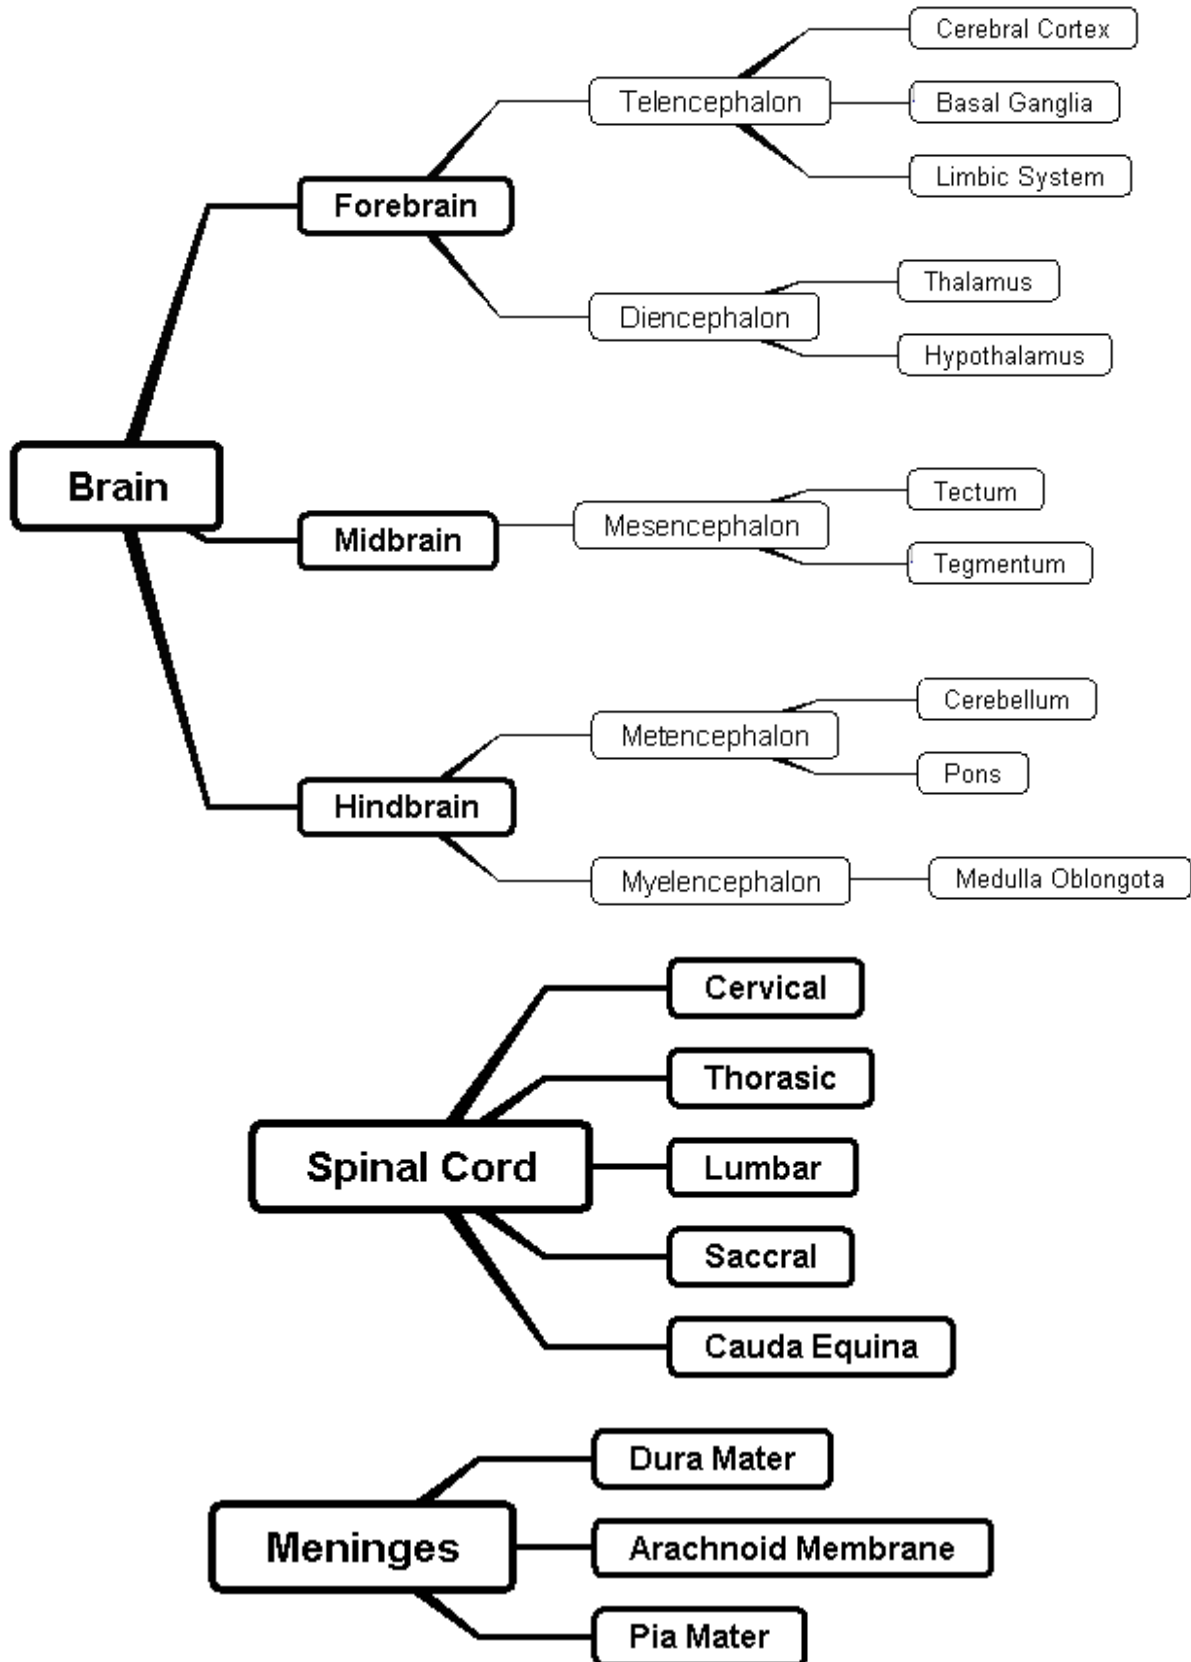 Cerebral Cortex
Telencephalon
Basal Ganglia
Limbic System
Forebrain
Thalamus
Diencephalon
Hypothalamus
Brain
Tectum
Midbrain
Mesencephalon
Tegmentum
Cerebellum
Metencephalon
Pons
Hindbrain
Myelencephalon
Medulla Oblongota
Cervical
Thorasic
Spinal Cord
Lumbar
Saccral
Cauda Equina
Dura Mater
Meninges
Arachnoid Membrane
Pia Mater